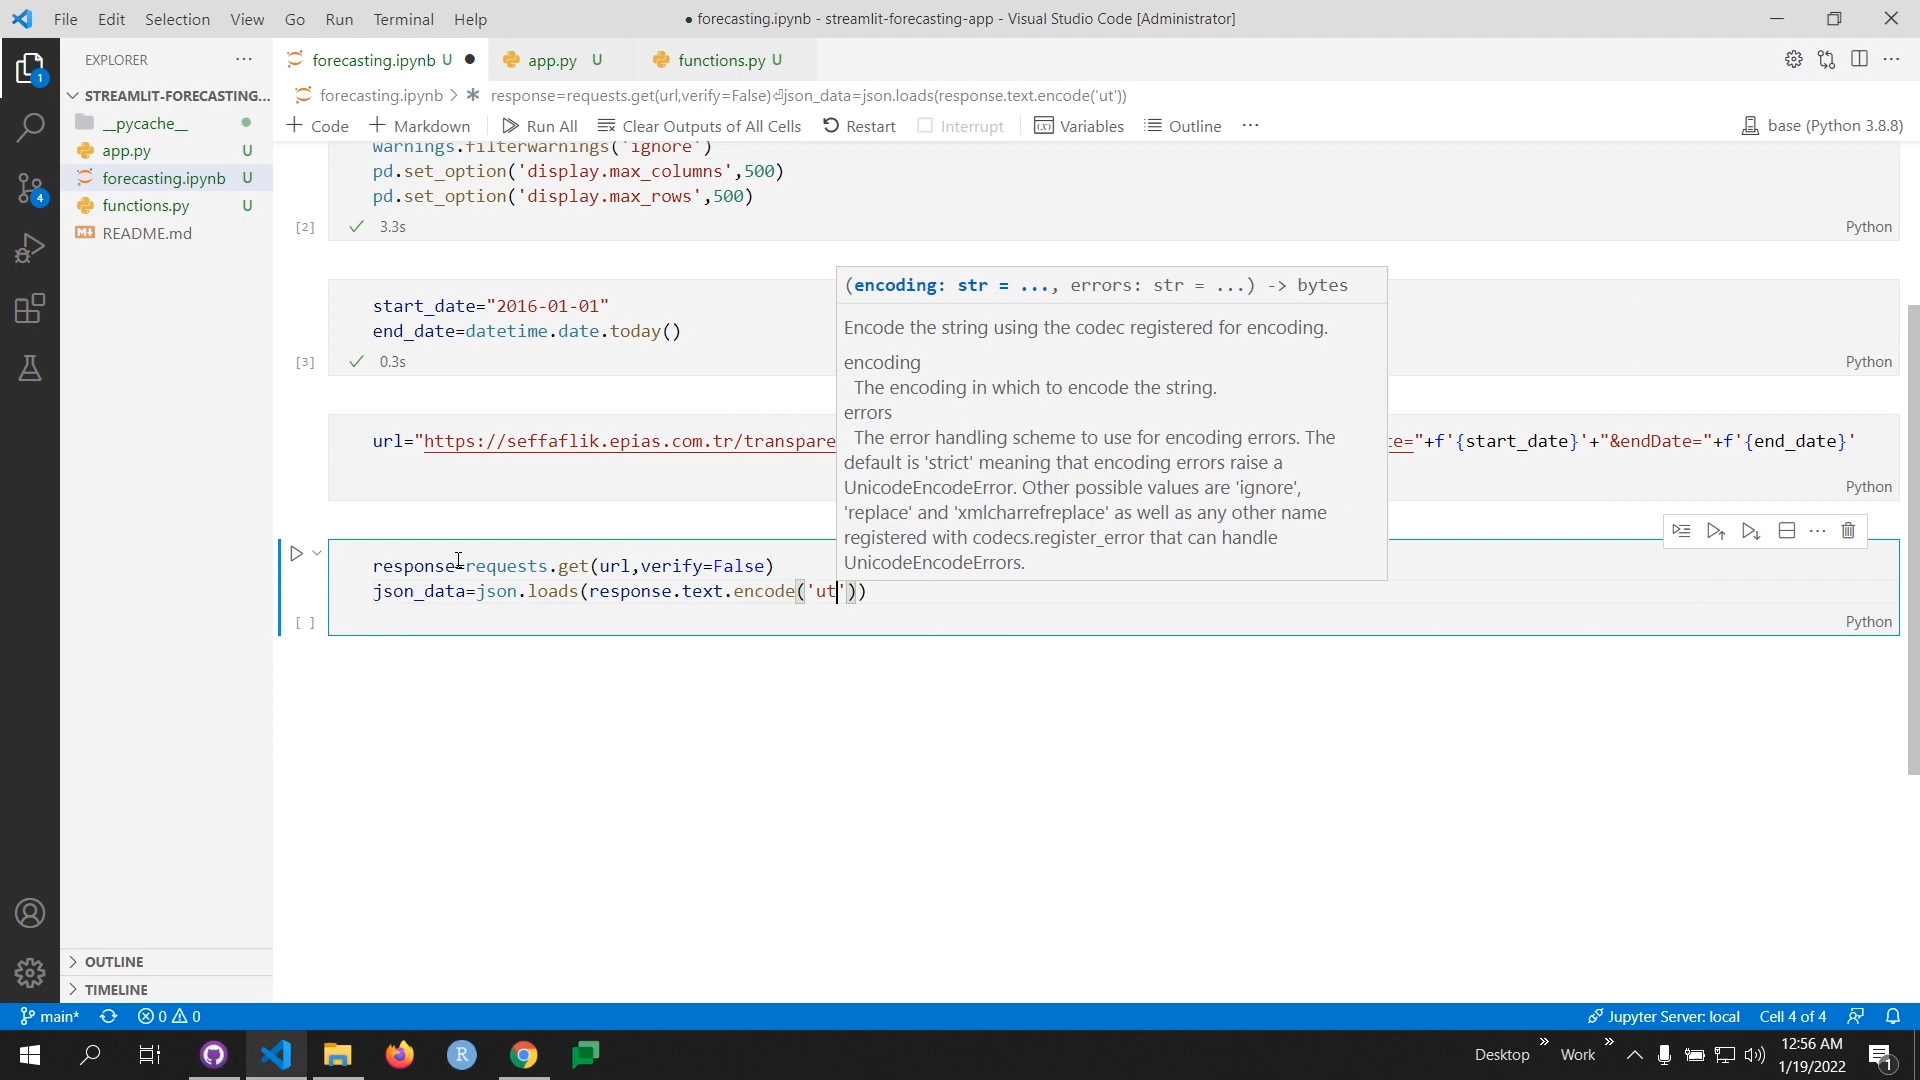 File Edit Selection View Go Run Terminal Help
● forecasting.ipynb - streamlit-forecasting-app - Visual Studio Code [Administrator]
EXPLORER
forecasting.ipynb U ●
app.py U
functions.py U
STREAMLIT-FORECASTING...
forecasting.ipynb > response=requests.get(url,verify=False)⏎json_data=json.loads(response.text.encode('ut'))
+ Code + Markdown Run All Clear Outputs of All Cells Restart Interrupt Variables Outline ...
base (Python 3.8.8)
__pycache__
app.py U
forecasting.ipynb U
functions.py U
README.md
warnings.filterwarnings('ignore')
pd.set_option('display.max_columns',500)
pd.set_option('display.max_rows',500)
[2] ✓ 3.3s Python
start_date="2016-01-01"
end_date=datetime.date.today()
[3] ✓ 0.3s Python
(encoding: str = ..., errors: str = ...) -> bytes
Encode the string using the codec registered for encoding.
encoding
The encoding in which to encode the string.
errors
The error handling scheme to use for encoding errors. The
default is 'strict' meaning that encoding errors raise a
UnicodeEncodeError. Other possible values are 'ignore',
'replace' and 'xmlcharrefreplace' as well as any other name
registered with codecs.register_error that can handle
UnicodeEncodeErrors.
url="https://seffaflik.epias.com.tr/transpare te="+f'{start_date}'+"&endDate="+f'{end_date}'
Python
response=requests.get(url,verify=False)
json_data=json.loads(response.text.encode('ut'))
[ ] Python
OUTLINE
TIMELINE
main* 0 0
Jupyter Server: local Cell 4 of 4
Desktop » Work »
12:56 AM
1/19/2022
1
1
4
R